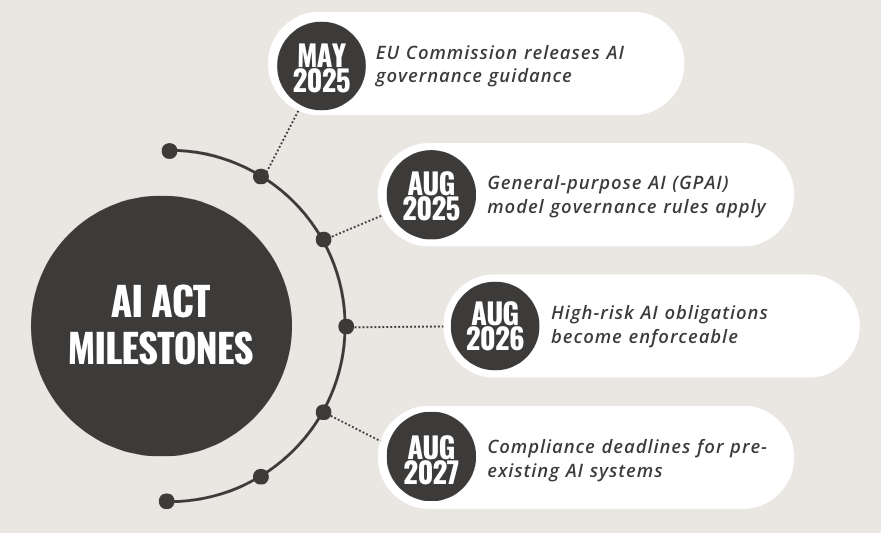 MAY
2025
EU Commission releases AI
governance guidance
AUG
2025
General-purpose AI (GPAI)
model governance rules apply
AI ACT
MILESTONES
AUG
2026
High-risk AI obligations
become enforceable
AUG
2027
Compliance deadlines for pre-
existing AI systems